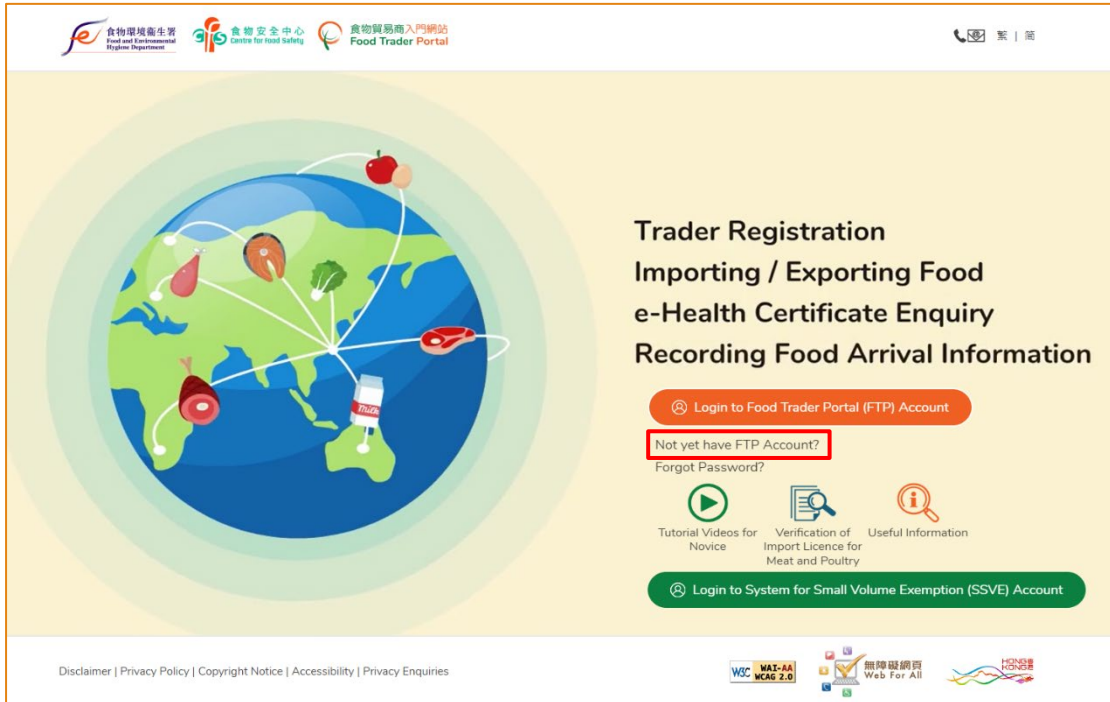 食物環境衞生署
Food and Environmental
Hygiene Department
cfs
食物安全中心
Centre for Food Safety
食物貿易商入門網站
Food Trader Portal
繁 | 简
Trader Registration
Importing / Exporting Food
e-Health Certificate Enquiry
Recording Food Arrival Information
Login to Food Trader Portal (FTP) Account
Not yet have FTP Account?
Forgot Password?
Tutorial Videos for
Novice
Verification of
Import Licence for
Meat and Poultry
Useful Information
Login to System for Small Volume Exemption (SSVE) Account
milk
Disclaimer | Privacy Policy | Copyright Notice | Accessibility | Privacy Enquiries
W3C WAI-AA
WCAG 2.0
無障礙網頁
Web For All
HONG
KONG